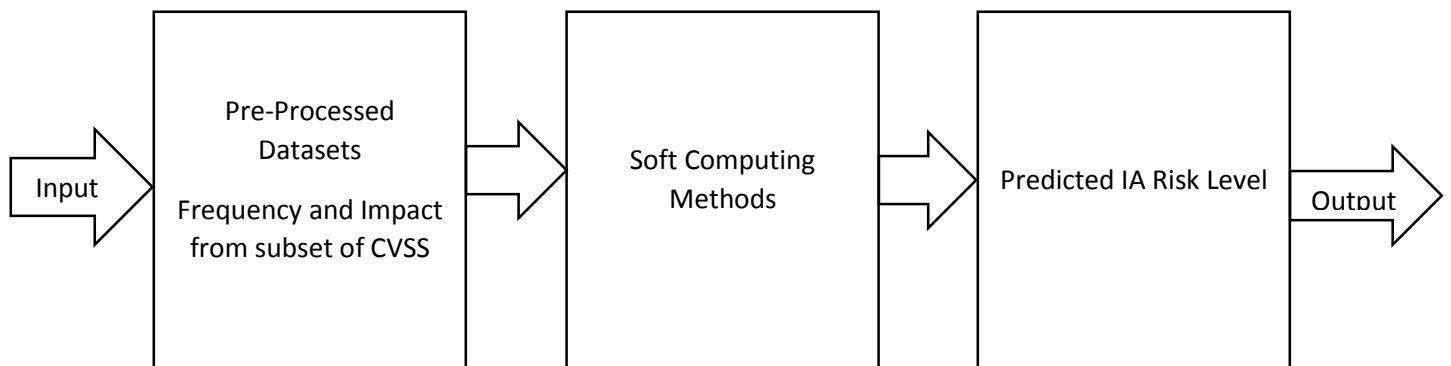 Input
Pre-Processed
Datasets
Frequency and Impact
from subset of CVSS
Soft Computing
Methods
Predicted IA Risk Level
Output